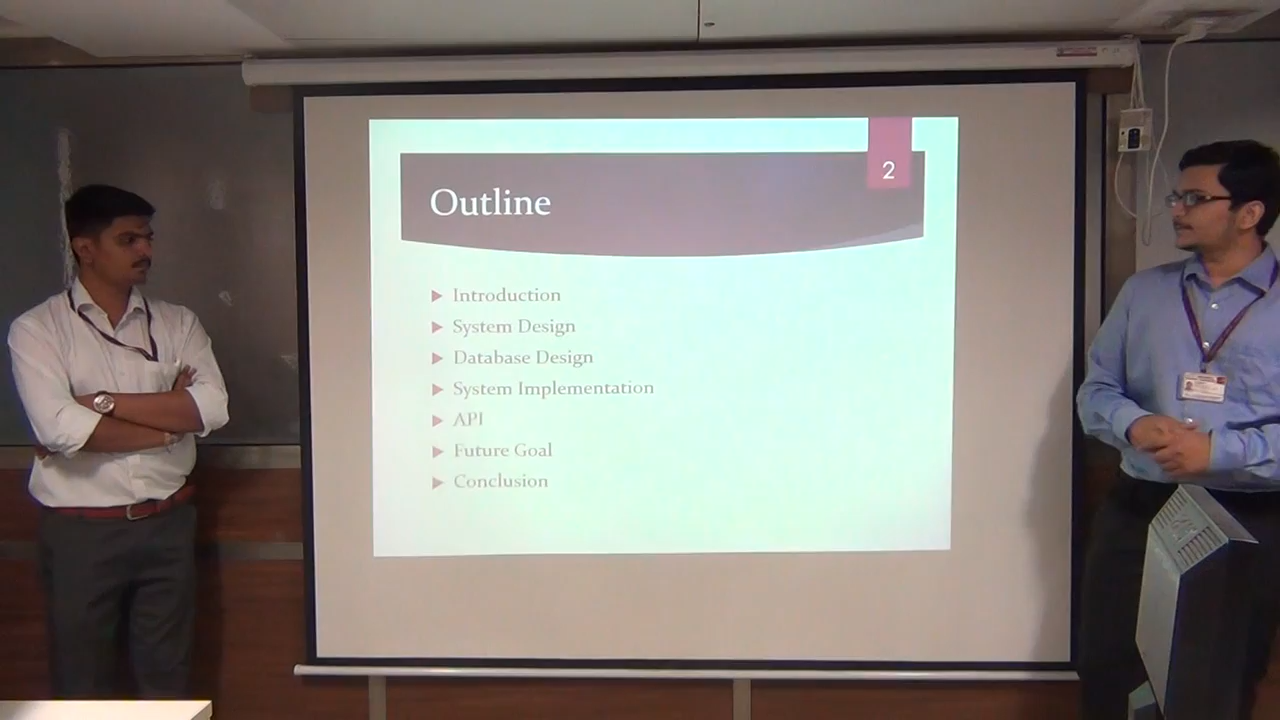 2
Outline
Introduction
System Design
Database Design
System Implementation
API
Future Goal
Conclusion